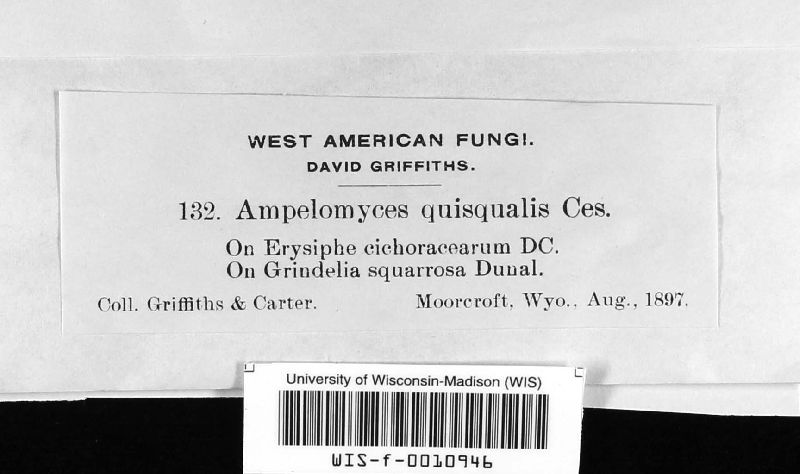 WEST AMERICAN FUNGI.
DAVID GRIFFITHS.
132. Ampelomyces quisqualis Ces.
On Erysiphe cichoracearum DC.
On Grindelia squarrosa Dunal.
Coll. Griffiths & Carter. Moorcroft, Wyo., Aug., 1897.
University of Wisconsin-Madison (WIS)
WIS-f-0010946